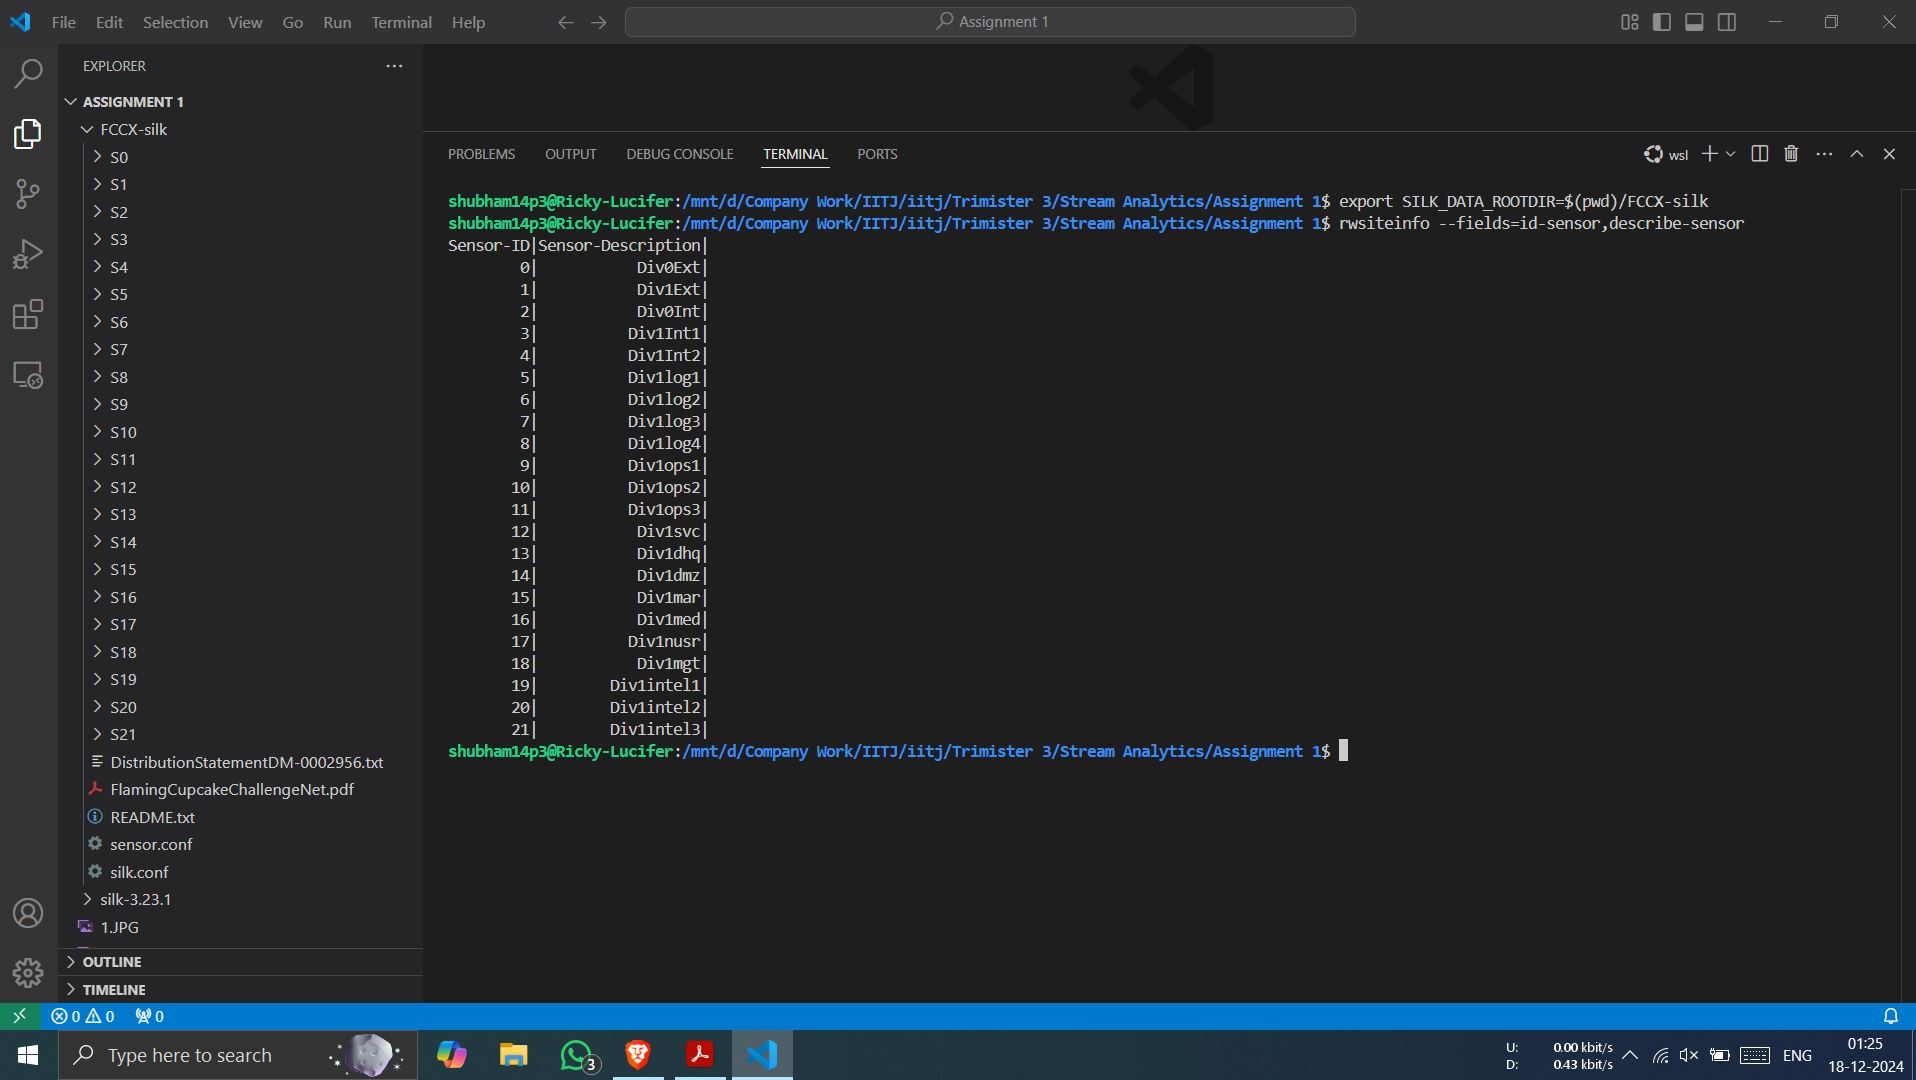 File Edit Selection View Go Run Terminal Help
Assignment 1
EXPLORER
ASSIGNMENT 1
FCCX-silk
S0
S1
S2
S3
S4
S5
S6
S7
S8
S9
S10
S11
S12
S13
S14
S15
S16
S17
S18
S19
S20
S21
DistributionStatementDM-0002956.txt
FlamingCupcakeChallengeNet.pdf
README.txt
sensor.conf
silk.conf
silk-3.23.1
1.JPG
OUTLINE
TIMELINE
PROBLEMS OUTPUT DEBUG CONSOLE TERMINAL PORTS
wsl
shubham14p3@Ricky-Lucifer:/mnt/d/Company Work/IITJ/iitj/Trimister 3/Stream Analytics/Assignment 1$ export SILK_DATA_ROOTDIR=$(pwd)/FCCX-silk
shubham14p3@Ricky-Lucifer:/mnt/d/Company Work/IITJ/iitj/Trimister 3/Stream Analytics/Assignment 1$ rwsiteinfo --fields=id-sensor,describe-sensor
Sensor-ID|Sensor-Description|
0| Div0Ext|
1| Div1Ext|
2| Div0Int|
3| Div1Int1|
4| Div1Int2|
5| Div1log1|
6| Div1log2|
7| Div1log3|
8| Div1log4|
9| Div1ops1|
10| Div1ops2|
11| Div1ops3|
12| Div1svc|
13| Div1dhq|
14| Div1dmz|
15| Div1mar|
16| Div1med|
17| Div1nusr|
18| Div1mgt|
19| Div1intel1|
20| Div1intel2|
21| Div1intel3|
shubham14p3@Ricky-Lucifer:/mnt/d/Company Work/IITJ/iitj/Trimister 3/Stream Analytics/Assignment 1$
0 0 0
Type here to search
3
U: 0.00 kbit/s
D: 0.43 kbit/s
ENG
01:25
18-12-2024